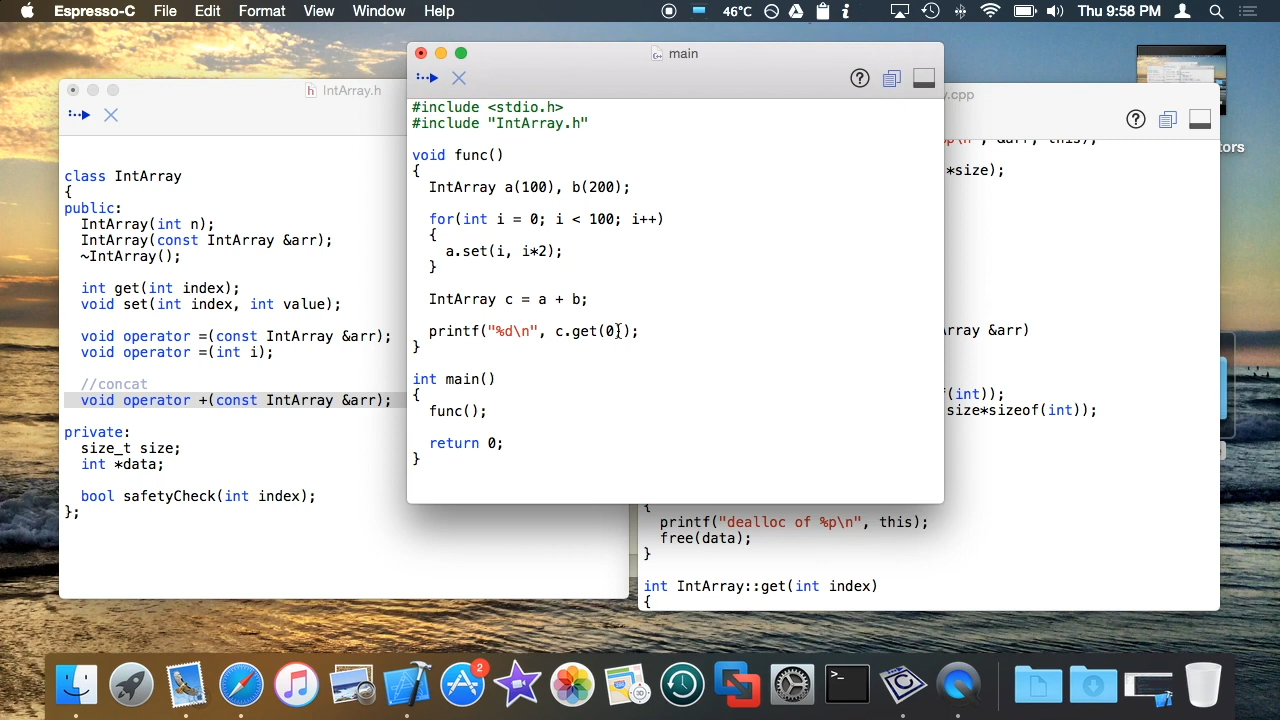 Espresso-C File Edit Format View Window Help 46°C Thu 9:58 PM
main
#include <stdio.h>
#include "IntArray.h"
void func()
{
IntArray a(100), b(200);
for(int i = 0; i < 100; i++)
{
a.set(i, i*2);
}
IntArray c = a + b;
printf("%d\n", c.get(0));
}
int main()
{
func();
return 0;
}
IntArray.h
class IntArray
{
public:
IntArray(int n);
IntArray(const IntArray &arr);
~IntArray();
int get(int index);
void set(int index, int value);
void operator =(const IntArray &arr);
void operator =(int i);
//concat
void operator +(const IntArray &arr);
private:
size_t size;
int *data;
bool safetyCheck(int index);
};
.cpp
&arr, this);
*size);
rray &arr)
(int));
size*sizeof(int));
{
printf("dealloc of %p\n", this);
free(data);
}
int IntArray::get(int index)
{
tors
2
3D
>_
C